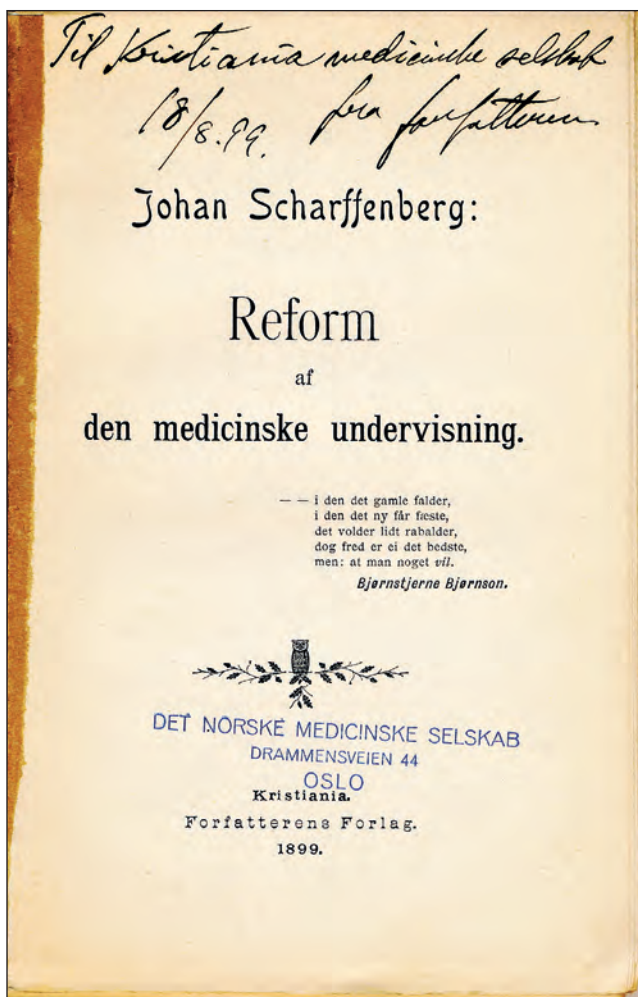 Til Kristiania medicinske selskab
18/8.99. fra forfatteren
Johan Scharffenberg:
Reform
af
den medicinske undervisning.
— — i den det gamle falder,
i den det ny får fæste,
det volder lidt rabalder,
dog fred er ei det bedste,
men: at man noget vil.
Bjørnstjerne Bjørnson.
DET NORSKE MEDICINSKE SELSKAB
DRAMMENSVEIEN 44
OSLO
Kristiania.
Forfatterens Forlag.
1899.